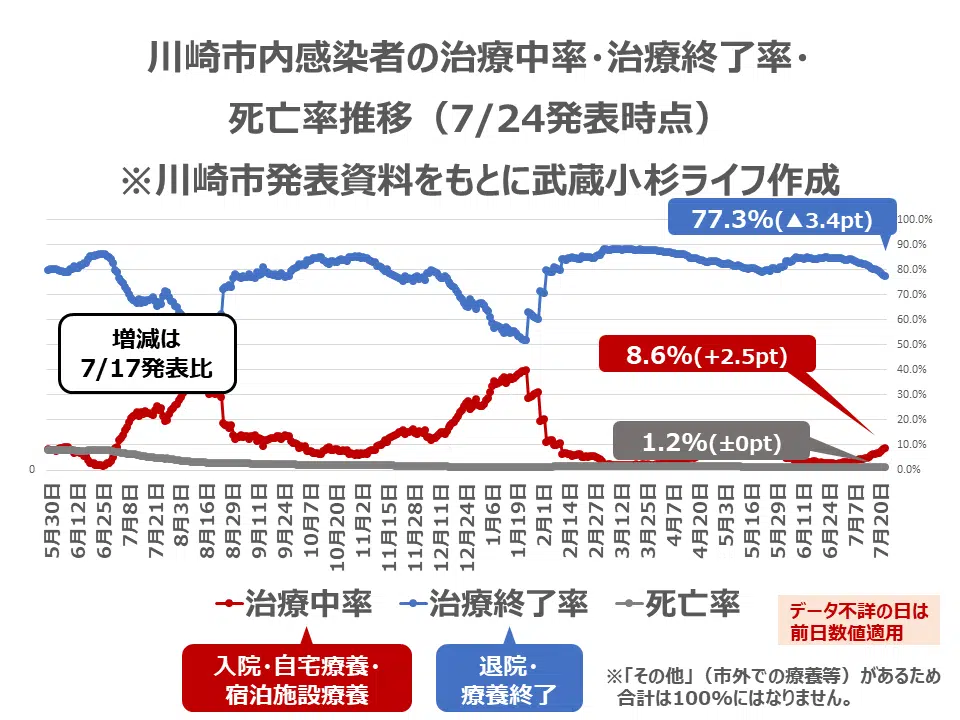 川崎市内感染者の治療中率・治療終了率・
死亡率推移（7/24発表時点）
※川崎市発表資料をもとに武蔵小杉ライフ作成
77.3%(▲3.4pt)
100.0%
90.0%
80.0%
70.0%
60.0%
50.0%
40.0%
30.0%
20.0%
10.0%
0.0%
増減は
7/17発表比
8.6%(+2.5pt)
1.2%(±0pt)
0
5月30日
6月12日
6月25日
7月8日
7月21日
8月3日
8月16日
8月29日
9月11日
9月24日
10月7日
10月20日
11月2日
11月15日
11月28日
12月11日
12月24日
1月6日
1月19日
2月1日
2月14日
2月27日
3月12日
3月25日
4月7日
4月20日
5月3日
5月16日
5月29日
6月11日
6月24日
7月7日
7月20日
治療中率
治療終了率
死亡率
入院・自宅療養・
宿泊施設療養
退院・
療養終了
データ不詳の日は
前日数値適用
※「その他」（市外での療養等）があるため
合計は100%にはなりません。